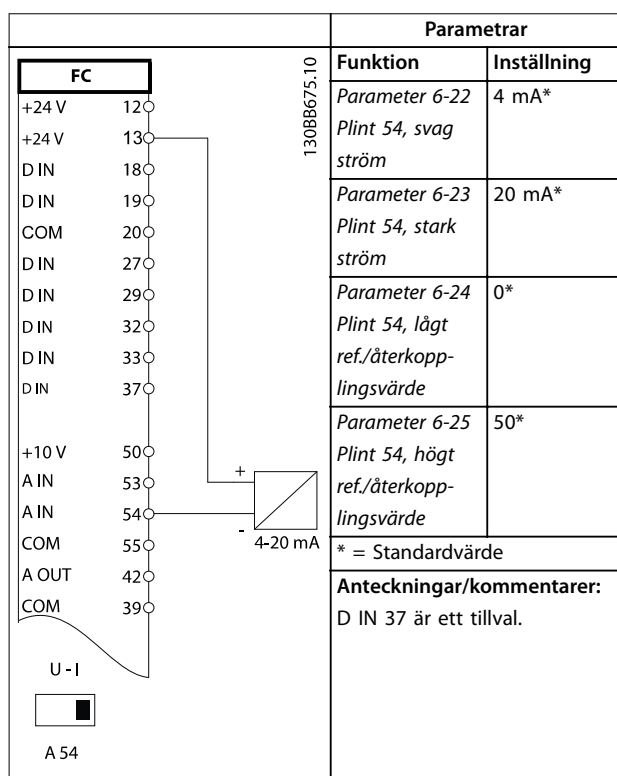 Parametrar
FC
+24 V 12
+24 V 13
D IN 18
D IN 19
COM 20
D IN 27
D IN 29
D IN 32
D IN 33
D IN 37
+10 V 50
A IN 53
A IN 54
COM 55
A OUT 42
COM 39
U - I
A 54
+
-
4-20 mA
130BB675.10
Funktion Inställning
Parameter 6-22 4 mA*
Plint 54, svag
ström
Parameter 6-23 20 mA*
Plint 54, stark
ström
Parameter 6-24 0*
Plint 54, lågt
ref./återkopp-
lingsvärde
Parameter 6-25 50*
Plint 54, högt
ref./återkopp-
lingsvärde
* = Standardvärde
Anteckningar/kommentarer:
D IN 37 är ett tillval.